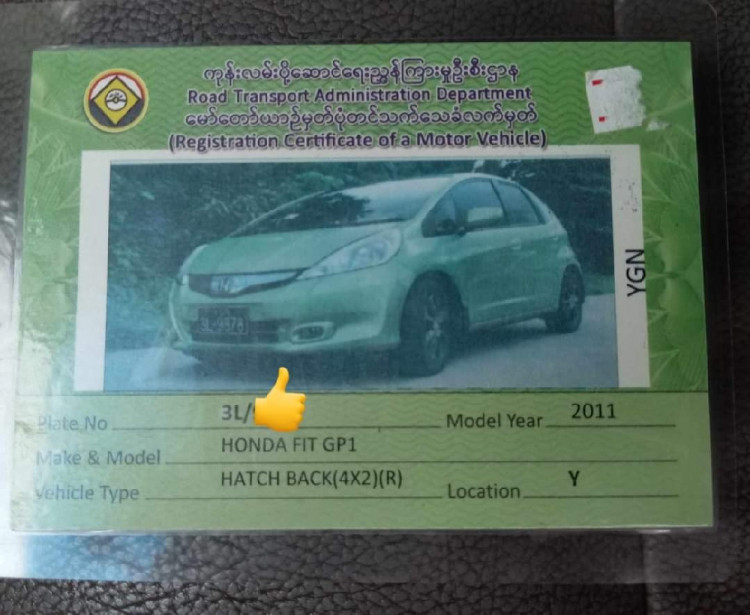 ကုန်းလမ်းပို့ဆောင်ရေးညွှန်ကြားမှုဦးစီးဌာန
Road Transport Administration Department
မော်တော်ယာဉ်မှတ်ပုံတင်သက်သေခံလက်မှတ်
(Registration Certificate of a Motor Vehicle)
YGN
Plate No 3L/ Model Year 2011
Make & Model HONDA FIT GP1
Vehicle Type HATCH BACK(4X2)(R) Location Y